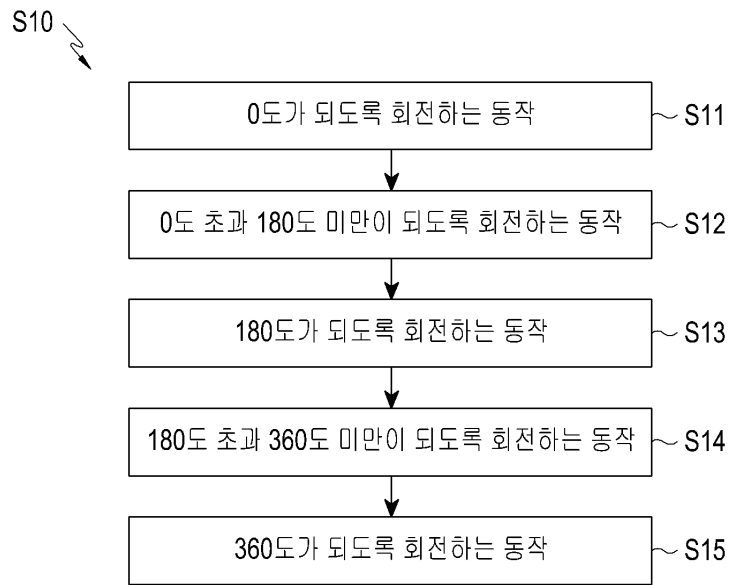 S10
0도가 되도록 회전하는 동작 S11
0도 초과 180도 미만이 되도록 회전하는 동작 S12
180도가 되도록 회전하는 동작 S13
180도 초과 360도 미만이 되도록 회전하는 동작 S14
360도가 되도록 회전하는 동작 S15